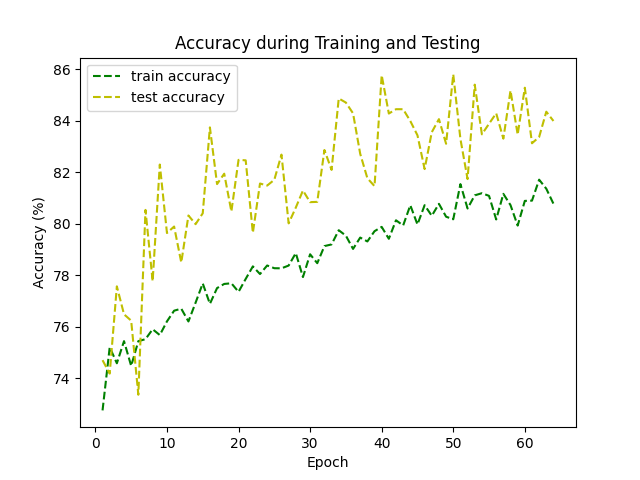 Accuracy during Training and Testing
train accuracy
test accuracy
86
84
82
80
78
76
74
Accuracy (%)
0 10 20 30 40 50 60
Epoch